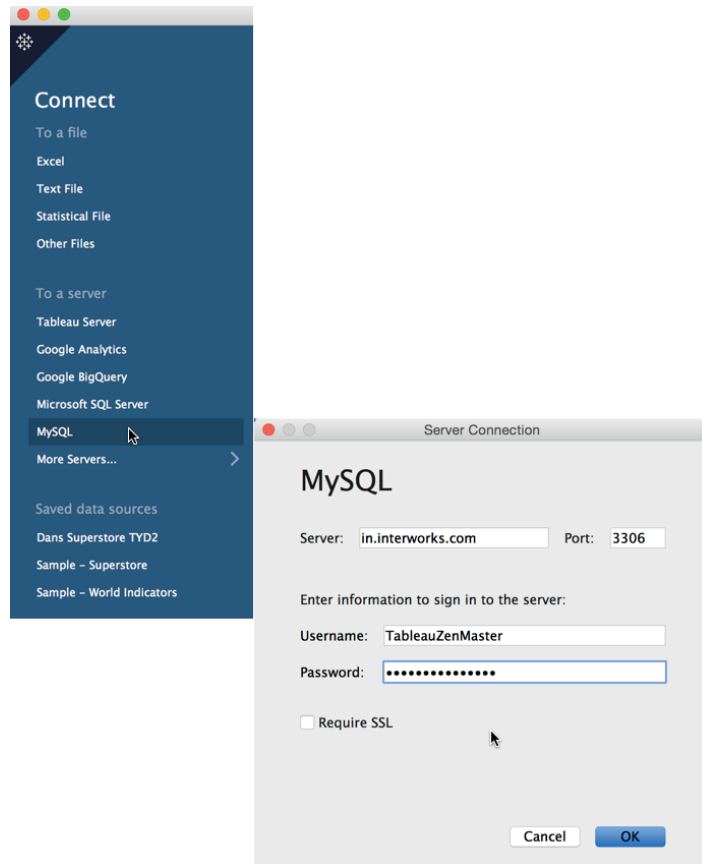 Connect
To a file
Excel
Text File
Statistical File
Other Files
To a server
Tableau Server
Google Analytics
Google BigQuery
Microsoft SQL Server
MySQL
More Servers...
Saved data sources
Dans Superstore TYD2
Sample – Superstore
Sample – World Indicators
Server Connection
MySQL
Server: in.interworks.com Port: 3306
Enter information to sign in to the server:
Username: TableauZenMaster
Password: •••••••••••••••
Require SSL
Cancel OK